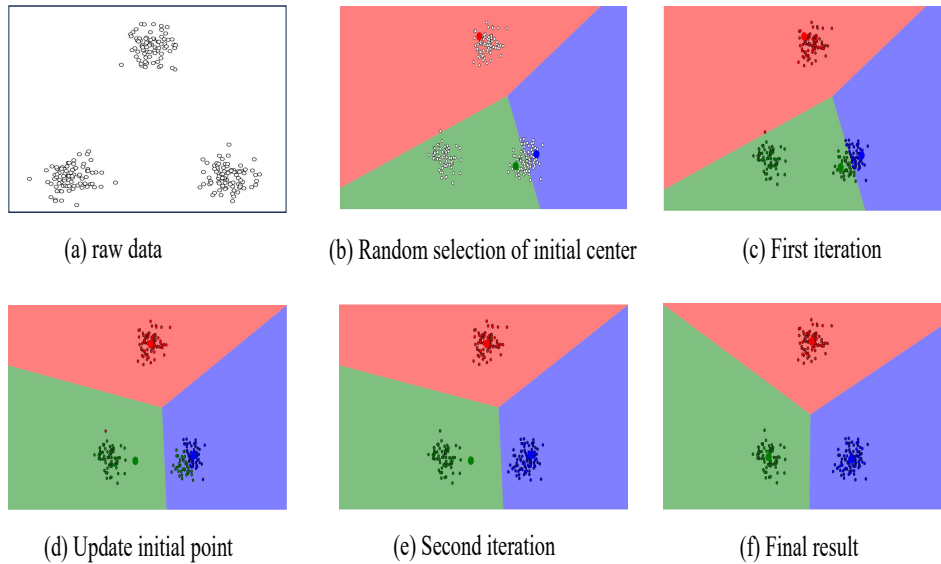 (a) raw data
(b) Random selection of initial center
(c) First iteration
(d) Update initial point
(e) Second iteration
(f) Final result